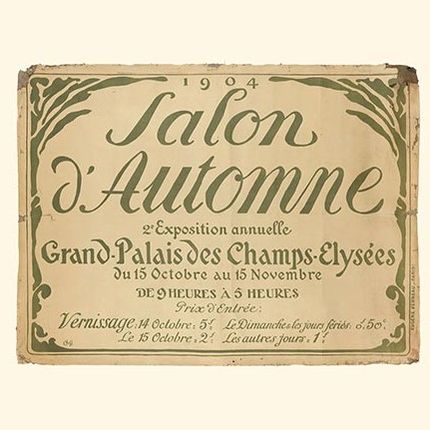 1904
Salon
d'Automne
2e Exposition annuelle
Grand-Palais des Champs-Elysées
du 15 Octobre au 15 Novembre
DE 9 HEURES À 5 HEURES
Prix d'Entrée:
Vernissage: 14 Octobre: 5f. Le Dimanche & les jours fériés: 0,50c.
Le 15 Octobre: 2f. Les autres jours: 1f.